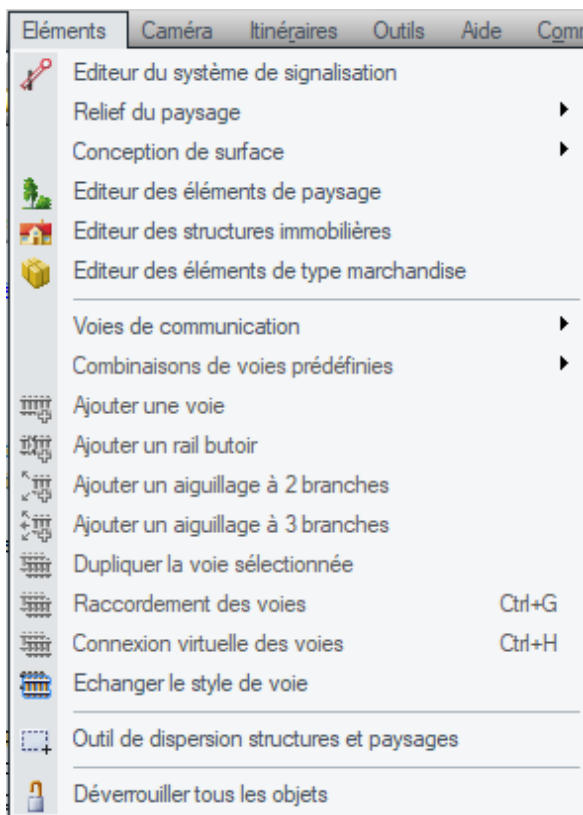 Eléments Caméra Itinéraires Outils Aide Comm
Editeur du système de signalisation
Relief du paysage
Conception de surface
Editeur des éléments de paysage
Editeur des structures immobilières
Editeur des éléments de type marchandise
Voies de communication
Combinaisons de voies prédéfinies
Ajouter une voie
Ajouter un rail butoir
Ajouter un aiguillage à 2 branches
Ajouter un aiguillage à 3 branches
Dupliquer la voie sélectionnée
Raccordement des voies Ctrl+G
Connexion virtuelle des voies Ctrl+H
Echanger le style de voie
Outil de dispersion structures et paysages
Déverrouiller tous les objets